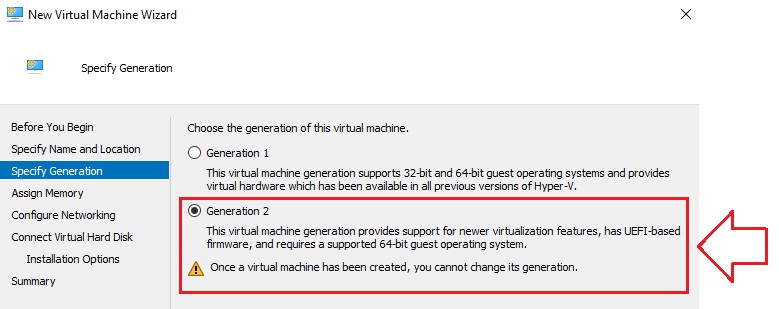 New Virtual Machine Wizard
Specify Generation
Before You Begin
Specify Name and Location
Specify Generation
Assign Memory
Configure Networking
Connect Virtual Hard Disk
Installation Options
Summary
Choose the generation of this virtual machine.
Generation 1
This virtual machine generation supports 32-bit and 64-bit guest operating systems and provides
virtual hardware which has been available in all previous versions of Hyper-V.
Generation 2
This virtual machine generation provides support for newer virtualization features, has UEFI-based
firmware, and requires a supported 64-bit guest operating system.
Once a virtual machine has been created, you cannot change its generation.